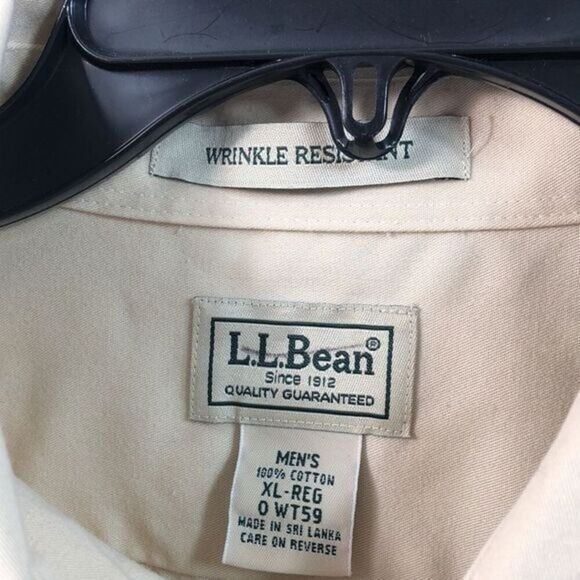 WRINKLE RESISTANT
L.L.Bean®
Since 1912
QUALITY GUARANTEED
MEN'S
100% COTTON
XL-REG
0 WT59
MADE IN SRI LANKA
CARE ON REVERSE